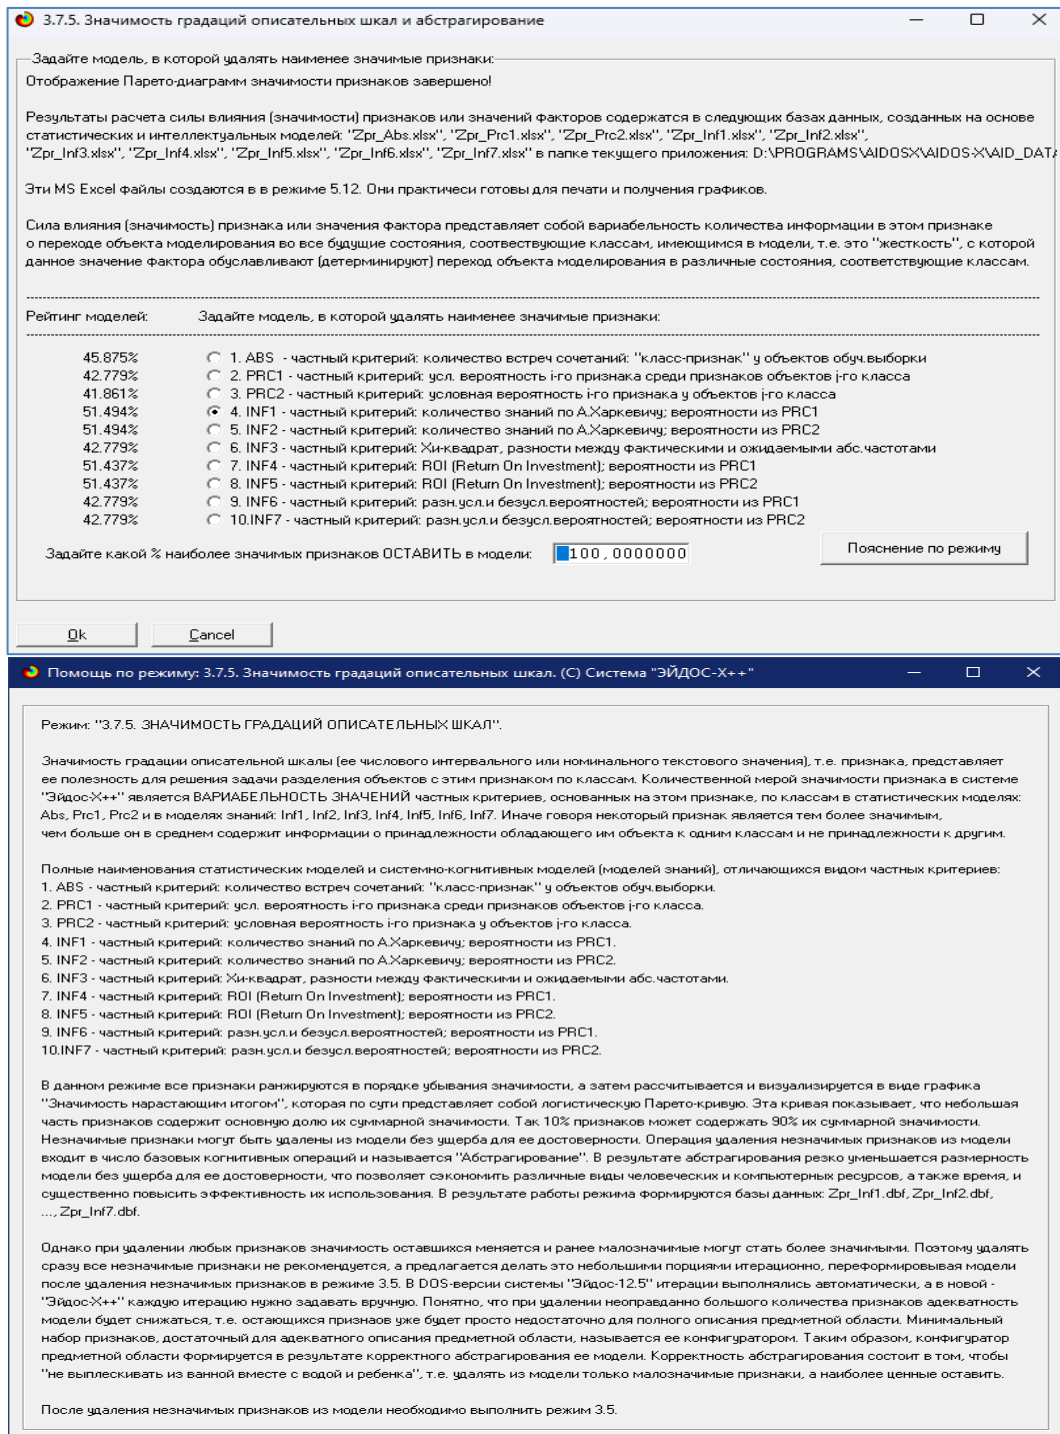 3.7.5. Значимость градаций описательных шкал и абстрагирование
Задайте модель, в которой удалять наименее значимые признаки:
Отображение Парето-диаграмм значимости признаков завершено!
Результаты расчета силы влияния (значимости) признаков или значений факторов содержатся в следующих базах данных, созданных на основе
статистических и интеллектуальных моделей: "Zpr_Abs.xlsx", "Zpr_Prc1.xlsx", "Zpr_Prc2.xlsx", "Zpr_Inf1.xlsx", "Zpr_Inf2.xlsx",
"Zpr_Inf3.xlsx", "Zpr_Inf4.xlsx", "Zpr_Inf5.xlsx", "Zpr_Inf6.xlsx", "Zpr_Inf7.xlsx" в папке текущего приложения: D:\PROGRAMS\AIDOSX\AIDOS-X\AID_DATA
Эти MS Excel файлы создаются в в режиме 5.12. Они практичеси готовы для печати и получения графиков.
Сила влияния (значимость) признака или значения фактора представляет собой вариабельность количества информации в этом признаке
о переходе объекта моделирования во все будущие состояния, соотвествующие классам, имеющимся в модели, т.е. это "жесткость", с которой
данное значение фактора обуславливают (детерминируют) переход объекта моделирования в различные состояния, соответствующие классам.
Рейтинг моделей: Задайте модель, в которой удалять наименее значимые признаки:
45.875% 1. ABS - частный критерий: количество встреч сочетаний: "класс-признак" у объектов обуч.выборки
42.779% 2. PRC1 - частный критерий: усл. вероятность i-го признака среди признаков объектов j-го класса
41.861% 3. PRC2 - частный критерий: условная вероятность i-го признака у объектов j-го класса
51.494% 4. INF1 - частный критерий: количество знаний по А.Харкевичу; вероятности из PRC1
51.494% 5. INF2 - частный критерий: количество знаний по А.Харкевичу; вероятности из PRC2
42.779% 6. INF3 - частный критерий: Хи-квадрат, разности между фактическими и ожидаемыми абс.частотами
51.437% 7. INF4 - частный критерий: ROI (Return On Investment); вероятности из PRC1
51.437% 8. INF5 - частный критерий: ROI (Return On Investment); вероятности из PRC2
42.779% 9. INF6 - частный критерий: разн.усл.и безусл.вероятностей; вероятности из PRC1
42.779% 10.INF7 - частный критерий: разн.усл.и безусл.вероятностей; вероятности из PRC2
Задайте какой % наиболее значимых признаков ОСТАВИТЬ в модели: 100,0000000 Пояснение по режиму
Ok Cancel
Помощь по режиму: 3.7.5. Значимость градаций описательных шкал. (C) Система "ЭЙДОС-X++"
Режим: "3.7.5. ЗНАЧИМОСТЬ ГРАДАЦИЙ ОПИСАТЕЛЬНЫХ ШКАЛ".
Значимость градации описательной шкалы (ее числового интервального или номинального текстового значения), т.е. признака, представляет
ее полезность для решения задачи разделения объектов с этим признаком по классам. Количественной мерой значимости признака в системе
"Эйдос-X++" является ВАРИАБЕЛЬНОСТЬ ЗНАЧЕНИЙ частных критериев, основанных на этом признаке, по классам в статистических моделях:
Abs, Prc1, Prc2 и в моделях знаний: Inf1, Inf2, Inf3, Inf4, Inf5, Inf6, Inf7. Иначе говоря некоторый признак является тем более значимым,
чем больше он в среднем содержит информации о принадлежности обладающего им объекта к одним классам и не принадлежности к другим.
Полные наименования статистических моделей и системно-когнитивных моделей (моделей знаний), отличающихся видом частных критериев:
1. ABS - частный критерий: количество встреч сочетаний: "класс-признак" у объектов обуч.выборки.
2. PRC1 - частный критерий: усл. вероятность i-го признака среди признаков объектов j-го класса.
3. PRC2 - частный критерий: условная вероятность i-го признака у объектов j-го класса.
4. INF1 - частный критерий: количество знаний по А.Харкевичу; вероятности из PRC1.
5. INF2 - частный критерий: количество знаний по А.Харкевичу; вероятности из PRC2.
6. INF3 - частный критерий: Хи-квадрат, разности между фактическими и ожидаемыми абс.частотами.
7. INF4 - частный критерий: ROI (Return On Investment); вероятности из PRC1.
8. INF5 - частный критерий: ROI (Return On Investment); вероятности из PRC2.
9. INF6 - частный критерий: разн.усл.и безусл.вероятностей; вероятности из PRC1.
10.INF7 - частный критерий: разн.усл.и безусл.вероятностей; вероятности из PRC2.
В данном режиме все признаки ранжируются в порядке убывания значимости, а затем рассчитывается и визуализируется в виде графика
"Значимость нарастающим итогом", которая по сути представляет собой логистическую Парето-кривую. Эта кривая показывает, что небольшая
часть признаков содержит основную долю их суммарной значимости. Так 10% признаков может содержать 90% их суммарной значимости.
Незначимые признаки могут быть удалены из модели без ущерба для ее достоверности. Операция удаления незначимых признаков из модели
входит в число базовых когнитивных операций и называется "Абстрагирование". В результате абстрагирования резко уменьшается размерность
модели без ущерба для ее достоверности, что позволяет сэкономить различные виды человеческих и компьютерных ресурсов, а также время, и
существенно повысить эффективность их использования. В результате работы режима формируются базы данных: Zpr_Inf1.dbf, Zpr_Inf2.dbf,
..., Zpr_Inf7.dbf.
Однако при удалении любых признаков значимость оставшихся меняется и ранее малозначимые могут стать более значимыми. Поэтому удалять
сразу все незначимые признаки не рекомендуется, а предлагается делать это небольшими порциями итерационно, переформировывая модели
после удаления незначимых признаков в режиме 3.5. В DOS-версии системы "Эйдос-12.5" итерации выполнялись автоматически, а в новой -
"Эйдос-X++" каждую итерацию нужно задавать вручную. Понятно, что при удалении неоправданно большого количества признаков адекватность
модели будет снижаться, т.е. остающихся признаов уже будет просто недостаточно для полного описания предметной области. Минимальный
набор признаков, достаточный для адекватного описания предметной области, называется ее конфигуратором. Таким образом, конфигуратор
предметной области формируется в результате корректного абстрагирования ее модели. Корректность абстрагирования состоит в том, чтобы
"не выплескивать из ванной вместе с водой и ребенка", т.е. удалять из модели только малозначимые признаки, а наиболее ценные оставить.
После удаления незначимых признаков из модели необходимо выполнить режим 3.5.